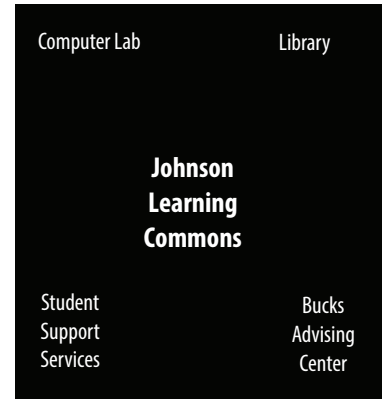 Computer Lab
Library
Johnson
Learning
Commons
Student
Support
Services
Bucks
Advising
Center